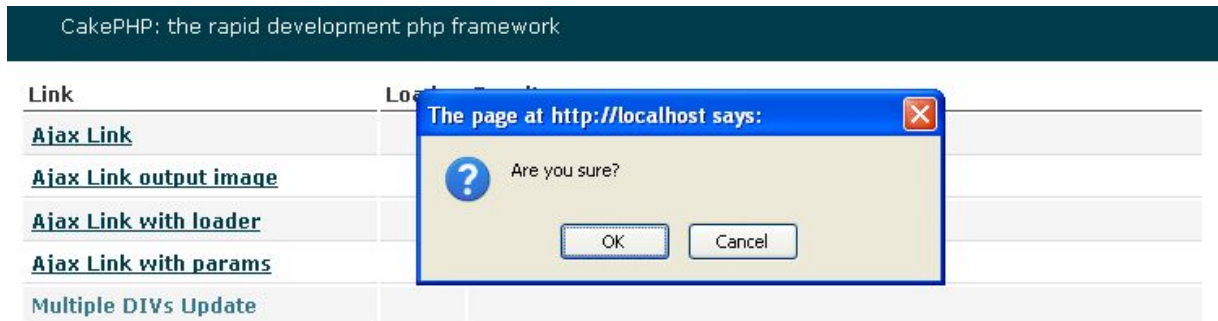 CakePHP: the rapid development php framework
Link
The page at http://localhost says:
Ajax Link
Are you sure?
Ajax Link output image
Ajax Link with loader
OK Cancel
Ajax Link with params
Multiple DIVs Update